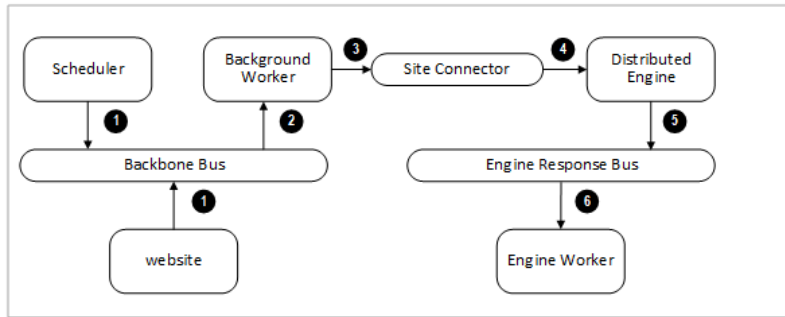 Scheduler
Background
Worker
3
Site Connector
4
Distributed
Engine
1
2
5
Backbone Bus
Engine Response Bus
1
6
website
Engine Worker